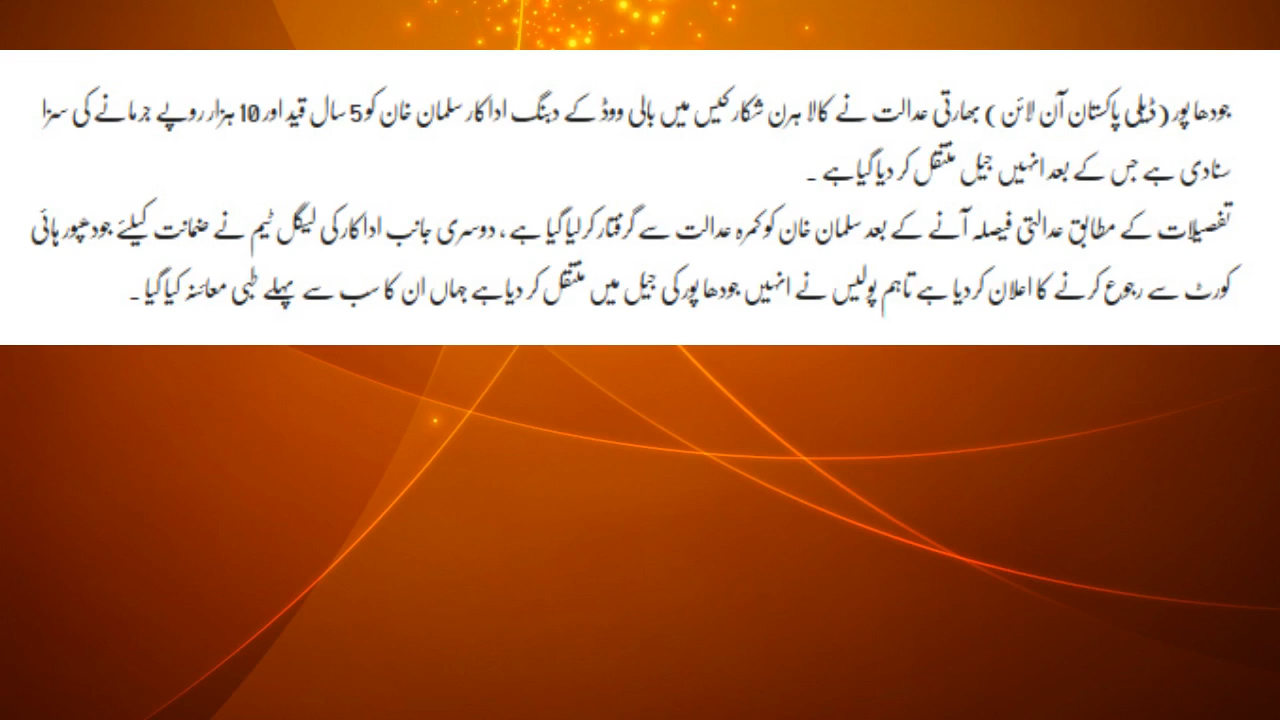 جودھا پور ( ڈیلی پاکستان آن لائن ) بھارتی عدالت نے کالا ہرن شکار کیس میں بالی ووڈ کے دبنگ اداکار سلمان خان کو 5 سال قید اور 10 ہزار روپے جرمانے کی سزا
سنادی ہے جس کے بعد انہیں جیل منتقل کر دیا گیا ہے ۔
تفصیلات کے مطابق عدالتی فیصلہ آنے کے بعد سلمان خان کو کمرہ عدالت سے گرفتار کر لیا گیا ہے ، دوسری جانب اداکار کی لیگل ٹیم نے ضمانت کیلئے جودھپور ہائی
کورٹ سے رجوع کرنے کا اعلان کر دیا ہے تاہم پولیس نے انہیں جودھا پور کی جیل میں منتقل کر دیا ہے جہاں ان کا سب سے پہلے طبی معائنہ کیا گیا ۔